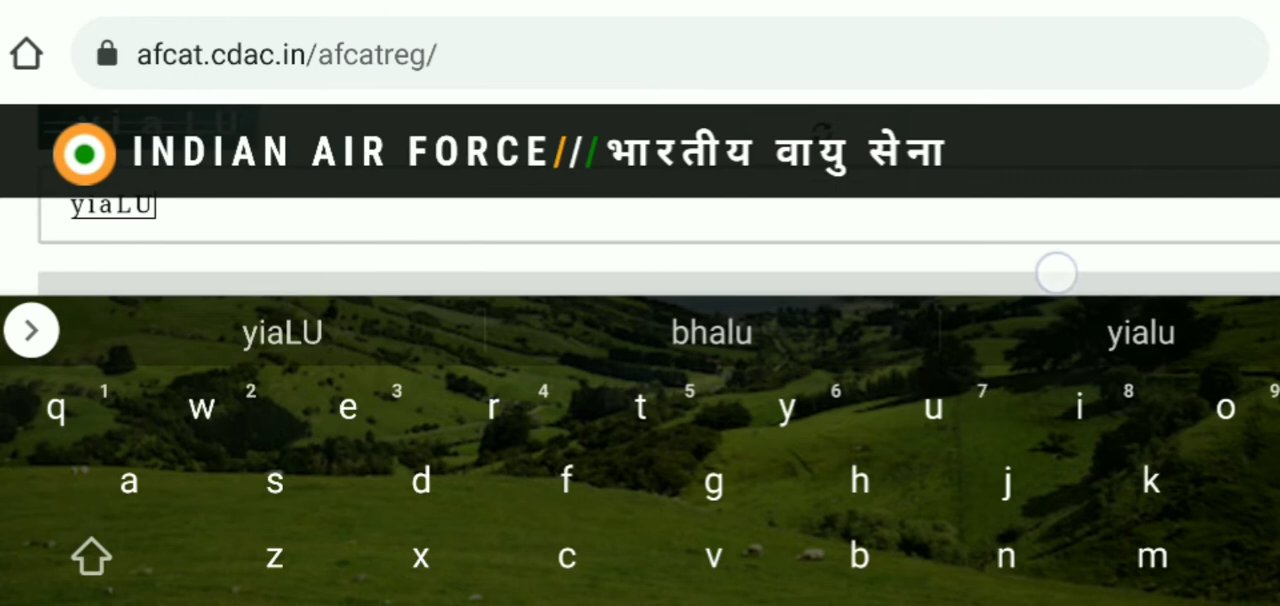 afcat.cdac.in/afcatreg/
INDIAN AIR FORCE///भारतीय वायु सेना
yiaLU
yiaLU bhalu yialu
q 1 w 2 e 3 r 4 t 5 y 6 u 7 i 8 o 9
a s d f g h j k
z x c v b n m